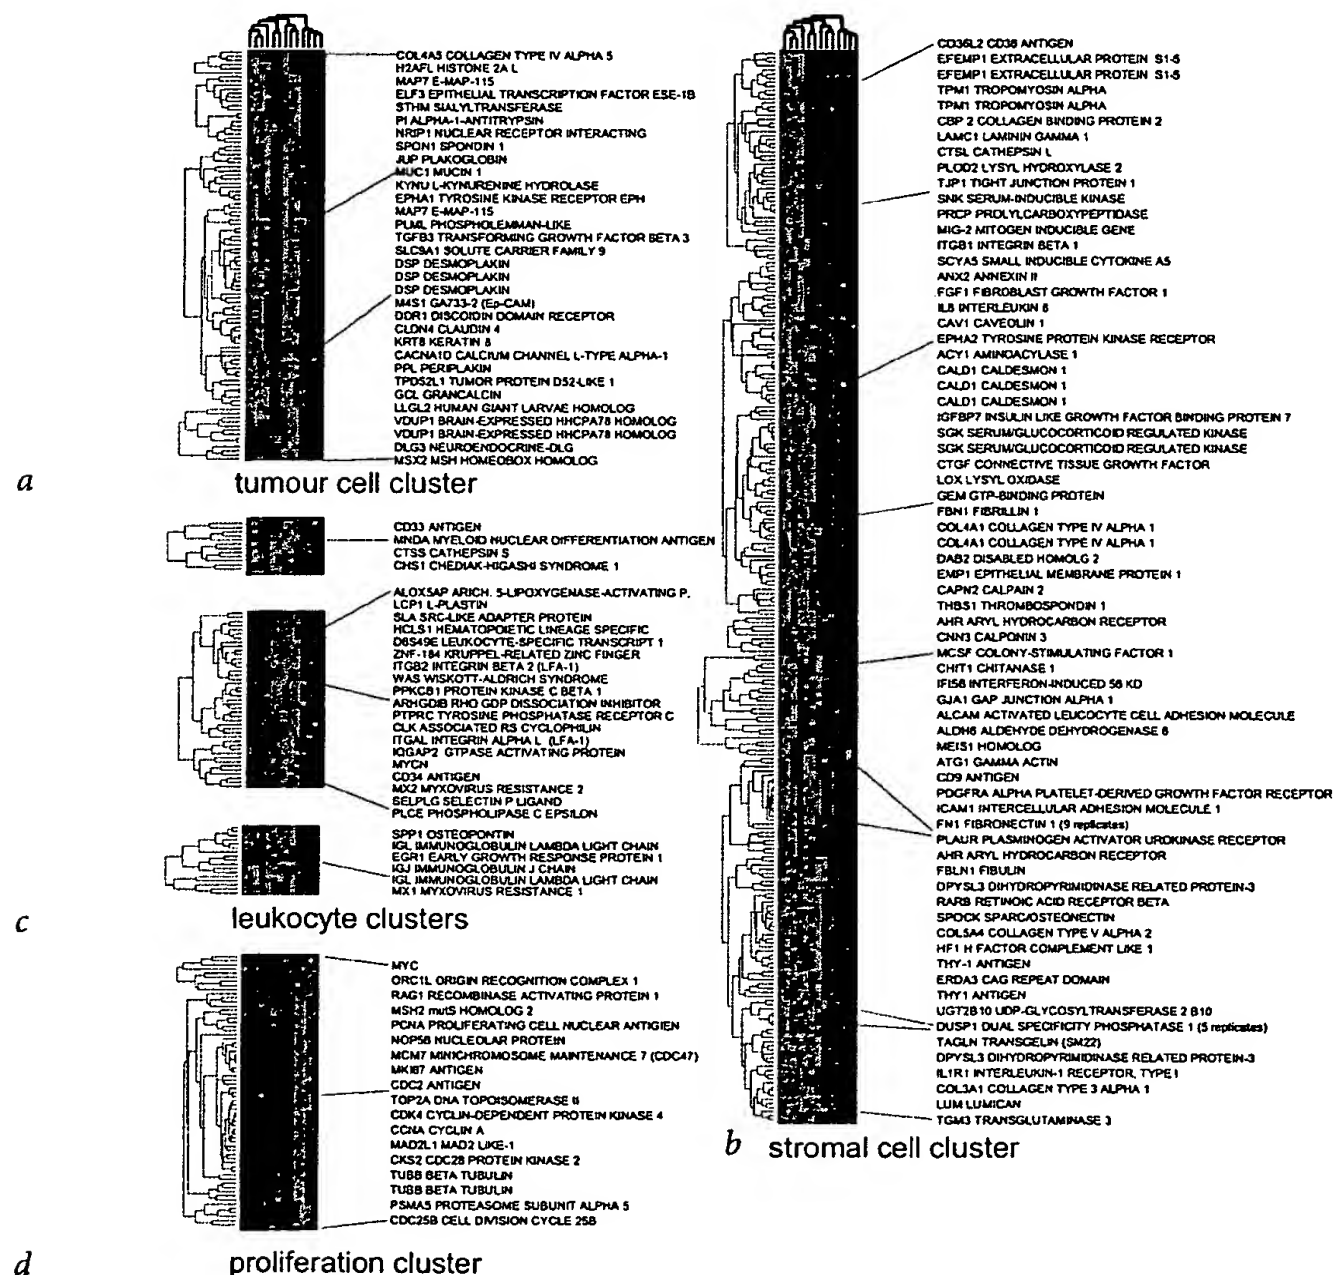 COL4A5 COLLAGEN TYPE IV ALPHA 5
H2AFL HISTONE 2A L
MAP7 E-MAP-115
ELF3 EPITHELIAL TRANSCRIPTION FACTOR ESE-1B
STHM SIALYLTRANSFERASE
PI ALPHA-1-ANTITRYPSIN
NRIP1 NUCLEAR RECEPTOR INTERACTING
SPON1 SPONDIN 1
JUP PLAKOGLOBIN
MUC1 MUCIN 1
KYNU L-KYNURENINE HYDROLASE
EPHA1 TYROSINE KINASE RECEPTOR EPH
MAP7 E-MAP-115
PLML PHOSPHOLEMMAN-LIKE
TGFB3 TRANSFORMING GROWTH FACTOR BETA 3
SLC9A1 SOLUTE CARRIER FAMILY 9
DSP DESMOPLAKIN
DSP DESMOPLAKIN
DSP DESMOPLAKIN
M4S1 GA733-2 (Ep-CAM)
DDR1 DISCOIDIN DOMAIN RECEPTOR
CLDN4 CLAUDIN 4
KRT8 KERATIN 8
CACNA1D CALCIUM CHANNEL L-TYPE ALPHA-1
PPL PERIPLAKIN
TPD52L1 TUMOR PROTEIN D52-LIKE 1
GCL GRANCALCIN
LLGL2 HUMAN GIANT LARVAE HOMOLOG
VDUP1 BRAIN-EXPRESSED HHCPA78 HOMOLOG
VDUP1 BRAIN-EXPRESSED HHCPA78 HOMOLOG
DLG3 NEUROENDOCRINE-DLG
MSX2 MSH HOMEOBOX HOMOLOG
a
tumour cell cluster
CD33 ANTIGEN
MNDA MYELOID NUCLEAR DIFFERENTIATION ANTIGEN
CTSS CATHEPSIN S
CHS1 CHEDIAK-HIGASHI SYNDROME 1
ALOX5AP ARICH. 5-LIPOXYGENASE-ACTIVATING P.
LCP1 L-PLASTIN
SLA SRC-LIKE ADAPTER PROTEIN
HCLS1 HEMATOPOIETIC LINEAGE SPECIFIC
D6S49E LEUKOCYTE-SPECIFIC TRANSCRIPT 1
ZNF-184 KRUPPEL-RELATED ZINC FINGER
ITGB2 INTEGRIN BETA 2 (LFA-1)
WAS WISKOTT-ALDRICH SYNDROME
PPKCB1 PROTEIN KINASE C BETA 1
ARHGDIB RHO GDP DISSOCIATION INHIBITOR
PTPRC TYROSINE PHOSPHATASE RECEPTOR C
CLK ASSOCIATED RS CYCLOPHILIN
ITGAL INTEGRIN ALPHA L (LFA-1)
IQGAP2 GTPASE ACTIVATING PROTEIN
MYCN
CD34 ANTIGEN
MX2 MYXOVIRUS RESISTANCE 2
SELPLG SELECTIN P LIGAND
PLCE PHOSPHOLIPASE C EPSILON
SPP1 OSTEOPONTIN
IGL IMMUNOGLOBULIN LAMBDA LIGHT CHAIN
EGR1 EARLY GROWTH RESPONSE PROTEIN 1
IGJ IMMUNOGLOBULIN J CHAIN
IGL IMMUNOGLOBULIN LAMBDA LIGHT CHAIN
MX1 MYXOVIRUS RESISTANCE 1
c
leukocyte clusters
MYC
ORC1L ORIGIN RECOGNITION COMPLEX 1
RAG1 RECOMBINASE ACTIVATING PROTEIN 1
MSH2 mutS HOMOLOG 2
PCNA PROLIFERATING CELL NUCLEAR ANTIGEN
NOP56 NUCLEOLAR PROTEIN
MCM7 MINICHROMOSOME MAINTENANCE 7 (CDC47)
MKI67 ANTIGEN
CDC2 ANTIGEN
TOP2A DNA TOPOISOMERASE II
CDK4 CYCLIN-DEPENDENT PROTEIN KINASE 4
CCNA CYCLIN A
MAD2L1 MAD2 LIKE-1
CKS2 CDC28 PROTEIN KINASE 2
TUBB BETA TUBULIN
TUBB BETA TUBULIN
PSMA5 PROTEASOME SUBUNIT ALPHA 5
CDC25B CELL DIVISION CYCLE 25B
d
proliferation cluster
CD36L2 CD36 ANTIGEN
EFEMP1 EXTRACELLULAR PROTEIN S1-5
EFEMP1 EXTRACELLULAR PROTEIN S1-5
TPM1 TROPOMYOSIN ALPHA
TPM1 TROPOMYOSIN ALPHA
CBP 2 COLLAGEN BINDING PROTEIN 2
LAMC1 LAMININ GAMMA 1
CTSL CATHEPSIN L
PLOD2 LYSYL HYDROXYLASE 2
TJP1 TIGHT JUNCTION PROTEIN 1
SNK SERUM-INDUCIBLE KINASE
PRCP PROLYLCARBOXYPEPTIDASE
MIG-2 MITOGEN INDUCIBLE GENE
ITGB1 INTEGRIN BETA 1
SCYA5 SMALL INDUCIBLE CYTOKINE A5
ANX2 ANNEXIN II
FGF1 FIBROBLAST GROWTH FACTOR 1
IL6 INTERLEUKIN 6
CAV1 CAVEOLIN 1
EPHA2 TYROSINE PROTEIN KINASE RECEPTOR
ACY1 AMINOACYLASE 1
CALD1 CALDESMON 1
CALD1 CALDESMON 1
CALD1 CALDESMON 1
IGFBP7 INSULIN LIKE GROWTH FACTOR BINDING PROTEIN 7
SGK SERUM/GLUCOCORTICOID REGULATED KINASE
SGK SERUM/GLUCOCORTICOID REGULATED KINASE
CTGF CONNECTIVE TISSUE GROWTH FACTOR
LOX LYSYL OXIDASE
GEM GTP-BINDING PROTEIN
FBN1 FIBRILLIN 1
COL4A1 COLLAGEN TYPE IV ALPHA 1
COL4A1 COLLAGEN TYPE IV ALPHA 1
DAB2 DISABLED HOMOLG 2
EMP1 EPITHELIAL MEMBRANE PROTEIN 1
CAPN2 CALPAIN 2
THBS1 THROMBOSPONDIN 1
AHR ARYL HYDROCARBON RECEPTOR
CNN3 CALPONIN 3
MCSF COLONY-STIMULATING FACTOR 1
CHIT1 CHITANASE 1
IFI56 INTERFERON-INDUCED 56 KD
GJA1 GAP JUNCTION ALPHA 1
ALCAM ACTIVATED LEUCOCYTE CELL ADHESION MOLECULE
ALDH6 ALDEHYDE DEHYDROGENASE 6
MEIS1 HOMOLOG
ATG1 GAMMA ACTIN
CD9 ANTIGEN
PDGFRA ALPHA PLATELET-DERIVED GROWTH FACTOR RECEPTOR
ICAM1 INTERCELLULAR ADHESION MOLECULE 1
FN1 FIBRONECTIN 1 (9 replicates)
PLAUR PLASMINOGEN ACTIVATOR UROKINASE RECEPTOR
AHR ARYL HYDROCARBON RECEPTOR
FBLN1 FIBULIN
DPYSL3 DIHYDROPYRIMIDINASE RELATED PROTEIN-3
RARB RETINOIC ACID RECEPTOR BETA
SPOCK SPARC/OSTEONECTIN
COL5A4 COLLAGEN TYPE V ALPHA 2
HF1 H FACTOR COMPLEMENT LIKE 1
THY-1 ANTIGEN
ERDA3 CAG REPEAT DOMAIN
THY1 ANTIGEN
UGT2B10 UDP-GLYCOSYLTRANSFERASE 2 B10
DUSP1 DUAL SPECIFICITY PHOSPHATASE 1 (5 replicates)
TAGLN TRANSGELIN (SM22)
DPYSL3 DIHYDROPYRIMIDINASE RELATED PROTEIN-3
IL1R1 INTERLEUKIN-1 RECEPTOR, TYPE I
COL3A1 COLLAGEN TYPE 3 ALPHA 1
LUM LUMICAN
TGM3 TRANSGLUTAMINASE 3
b
stromal cell cluster